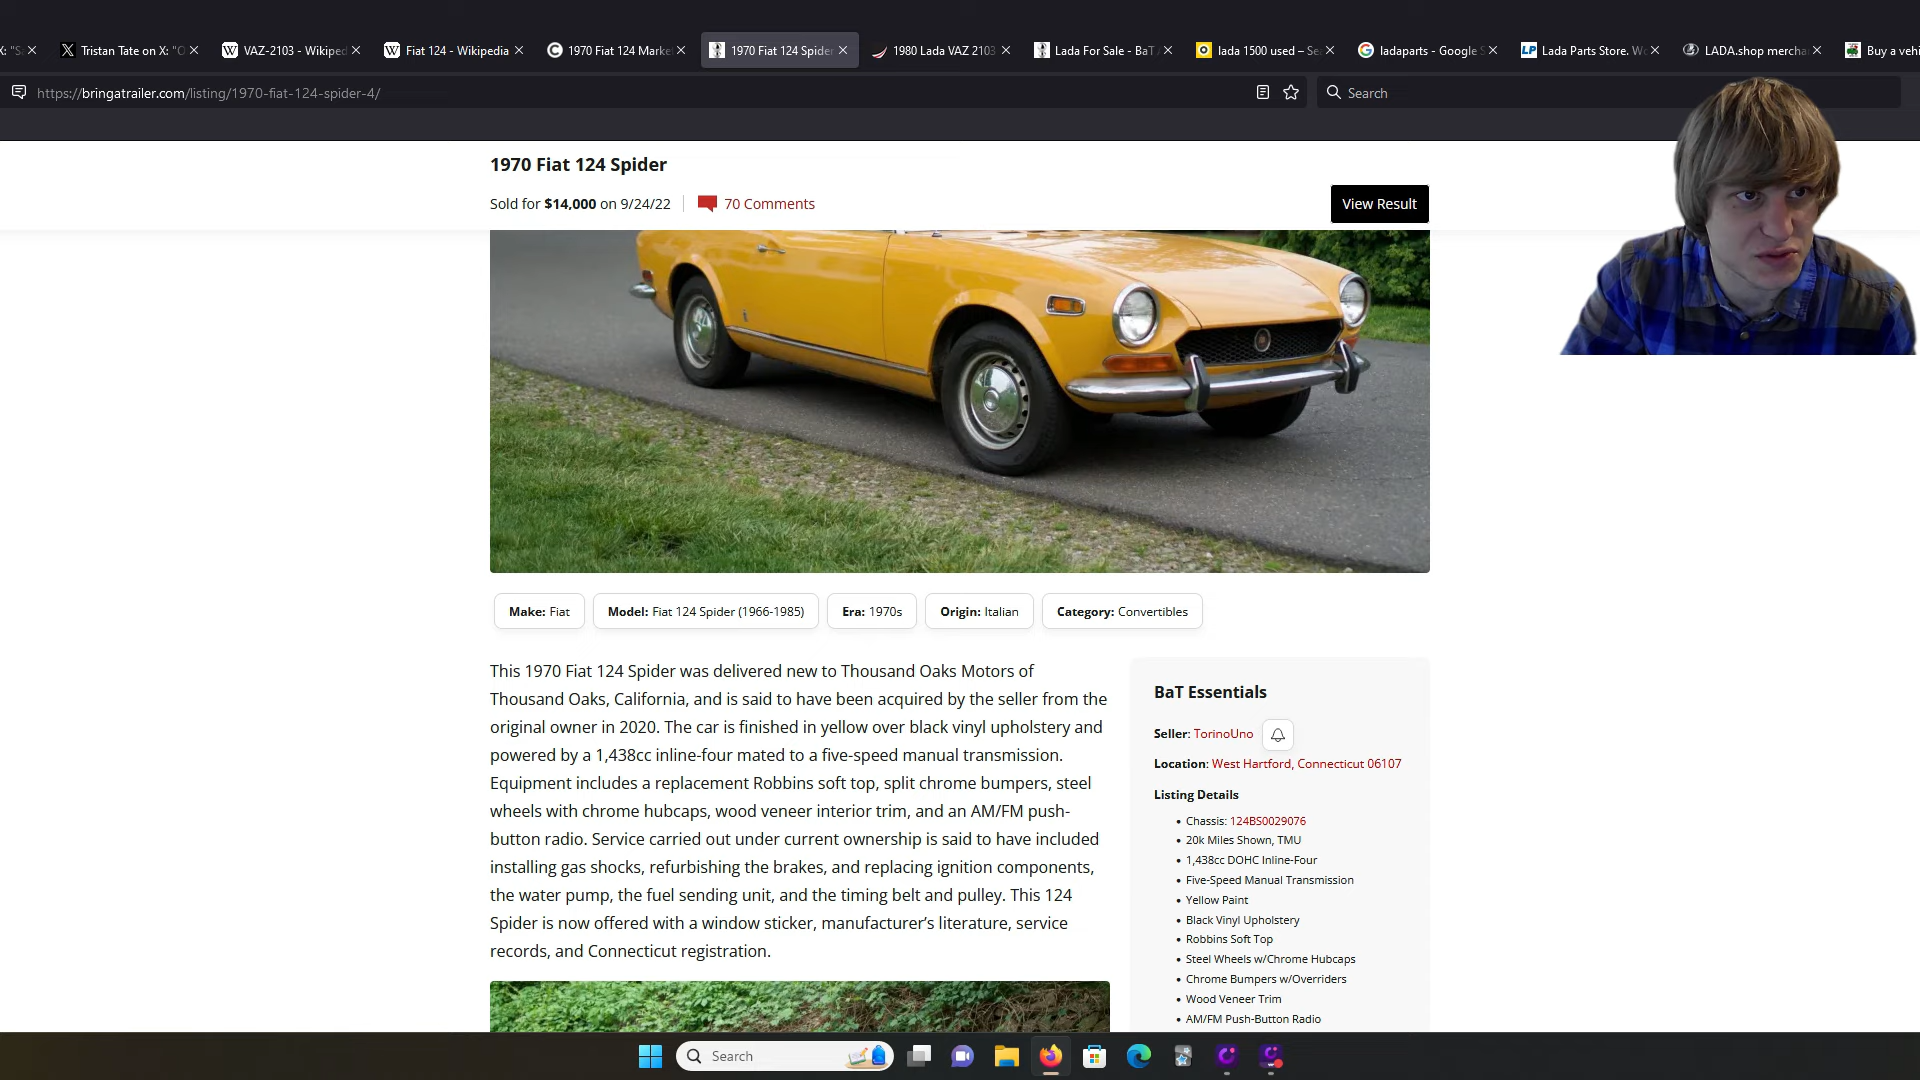 X: "Sa
Tristan Tate on X: "O
VAZ-2103 - Wikiped
Fiat 124 - Wikipedia
1970 Fiat 124 Marke
1970 Fiat 124 Spider
1980 Lada VAZ 2103
Lada For Sale - BaT A
lada 1500 used – Se
ladaparts - Google S
Lada Parts Store. Wo
LADA.shop mercha
Buy a vehi
https://bringatrailer.com/listing/1970-fiat-124-spider-4/
Search
1970 Fiat 124 Spider
Sold for $14,000 on 9/24/22
70 Comments
View Result
Make: Fiat
Model: Fiat 124 Spider (1966-1985)
Era: 1970s
Origin: Italian
Category: Convertibles
This 1970 Fiat 124 Spider was delivered new to Thousand Oaks Motors of
Thousand Oaks, California, and is said to have been acquired by the seller from the
original owner in 2020. The car is finished in yellow over black vinyl upholstery and
powered by a 1,438cc inline-four mated to a five-speed manual transmission.
Equipment includes a replacement Robbins soft top, split chrome bumpers, steel
wheels with chrome hubcaps, wood veneer interior trim, and an AM/FM push-
button radio. Service carried out under current ownership is said to have included
installing gas shocks, refurbishing the brakes, and replacing ignition components,
the water pump, the fuel sending unit, and the timing belt and pulley. This 124
Spider is now offered with a window sticker, manufacturer’s literature, service
records, and Connecticut registration.
BaT Essentials
Seller: TorinoUno
Location: West Hartford, Connecticut 06107
Listing Details
• Chassis: 124BS0029076
• 20k Miles Shown, TMU
• 1,438cc DOHC Inline-Four
• Five-Speed Manual Transmission
• Yellow Paint
• Black Vinyl Upholstery
• Robbins Soft Top
• Steel Wheels w/Chrome Hubcaps
• Chrome Bumpers w/Overriders
• Wood Veneer Trim
• AM/FM Push-Button Radio
Search